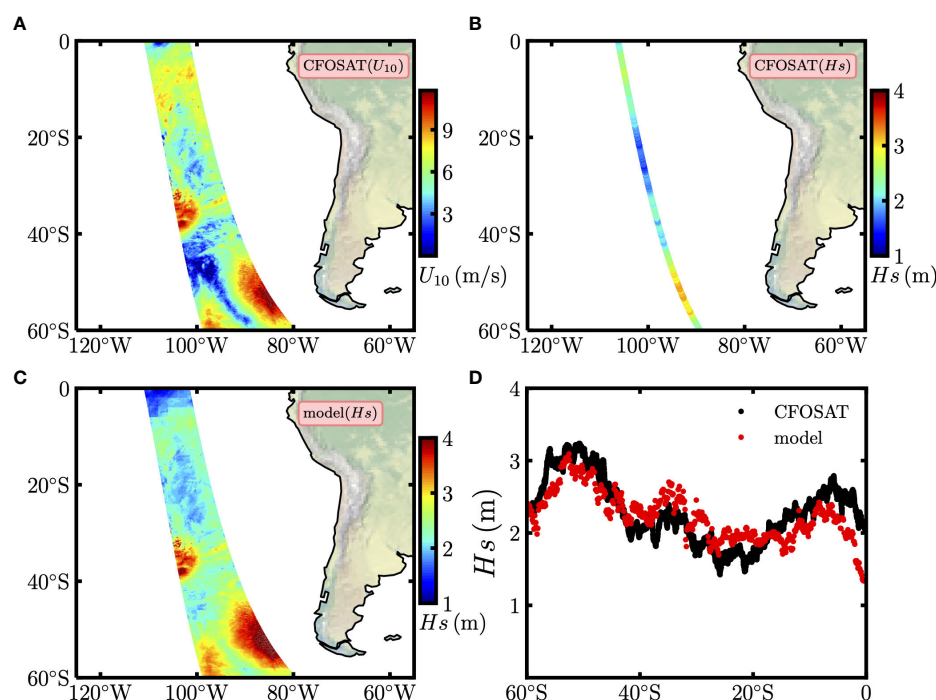 A
0
20°S
40°S
60°S
120°W
100°W
80°W
60°W
CFOSAT(U10)
9
6
3
U10 (m/s)
B
0
20°S
40°S
60°S
120°W
100°W
80°W
60°W
CFOSAT(Hs)
4
3
2
1
Hs (m)
C
0
20°S
40°S
60°S
120°W
100°W
80°W
60°W
model(Hs)
4
3
2
1
Hs (m)
D
4
3
2
1
Hs (m)
CFOSAT
model
60°S
40°S
20°S
0